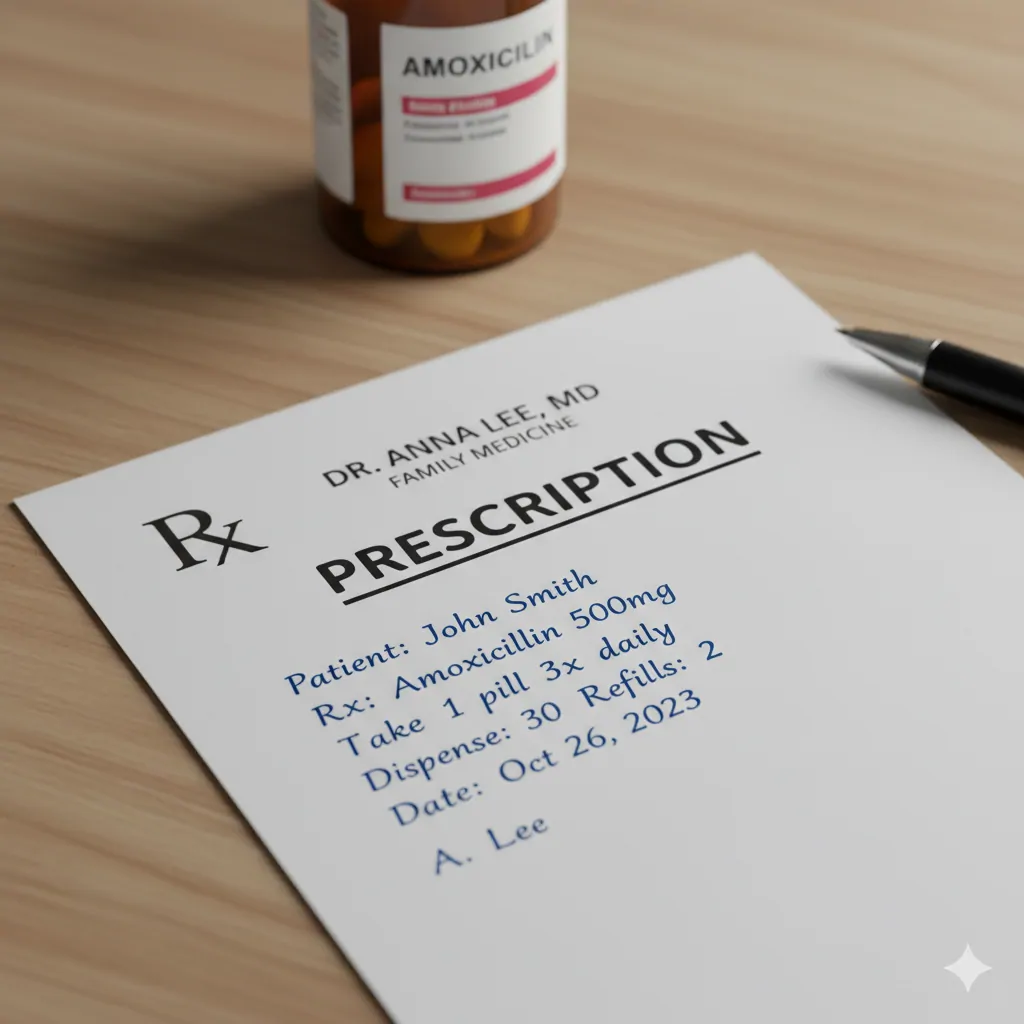 AMOXICILIN
DR. ANNA LEE, MD
FAMILY MEDICINE
Rx
PRESCRIPTION
Patient: John Smith
Rx: Amoxicillin 500mg
Take 1 pill 3x daily
Dispense: 30 Refills: 2
Date: Oct 26, 2023
A. Lee